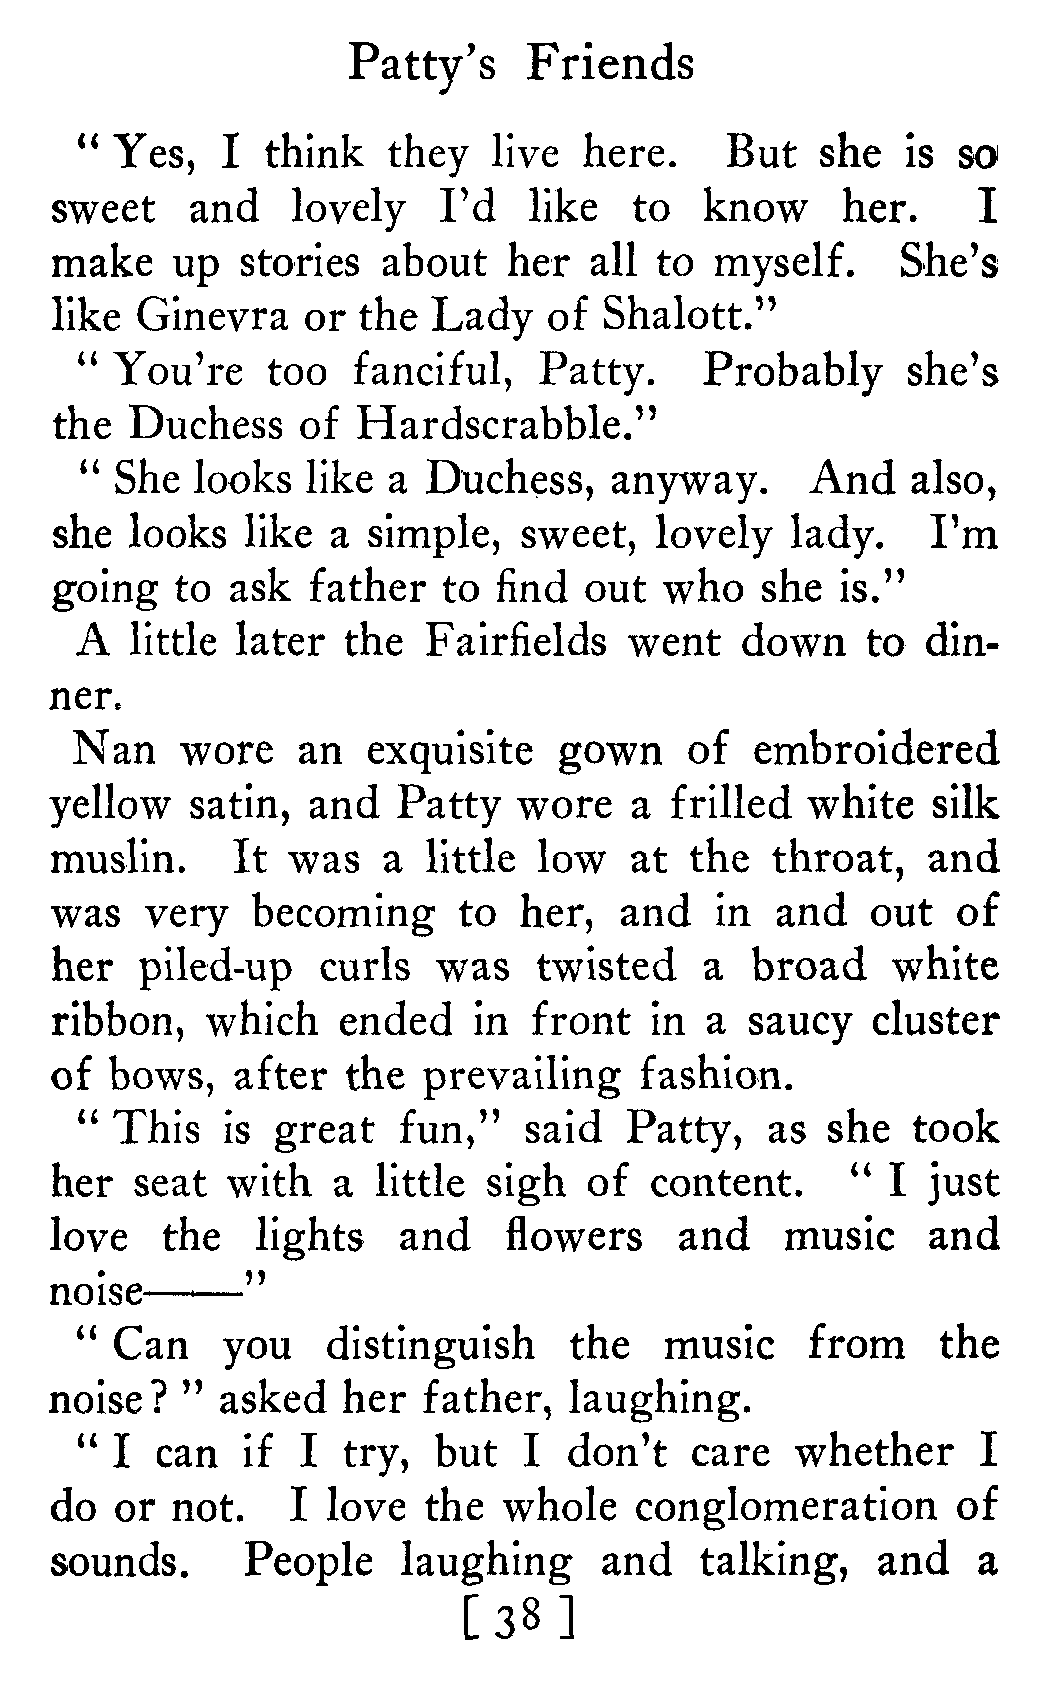 Patty's Friends
" Yes, I think they live here. But she is so
sweet and lovely I'd like to know her. I
make up stories about her all to myself. She's
like Ginevra or the Lady of Shalott."
" You're too fanciful, Patty. Probably she's
the Duchess of Hardscrabble."
" She looks like a Duchess, anyway. And also,
she looks like a simple, sweet, lovely lady. I'm
going to ask father to find out who she is."
A little later the Fairfields went down to din-
ner.
Nan wore an exquisite gown of embroidered
yellow satin, and Patty wore a frilled white silk
muslin. It was a little low at the throat, and
was very becoming to her, and in and out of
her piled-up curls was twisted a broad white
ribbon, which ended in front in a saucy cluster
of bows, after the prevailing fashion.
" This is great fun," said Patty, as she took
her seat with a little sigh of content. " I just
love the lights and flowers and music and
noise——"
" Can you distinguish the music from the
noise? " asked her father, laughing.
" I can if I try, but I don't care whether I
do or not. I love the whole conglomeration of
sounds. People laughing and talking, and a
[ 38 ]